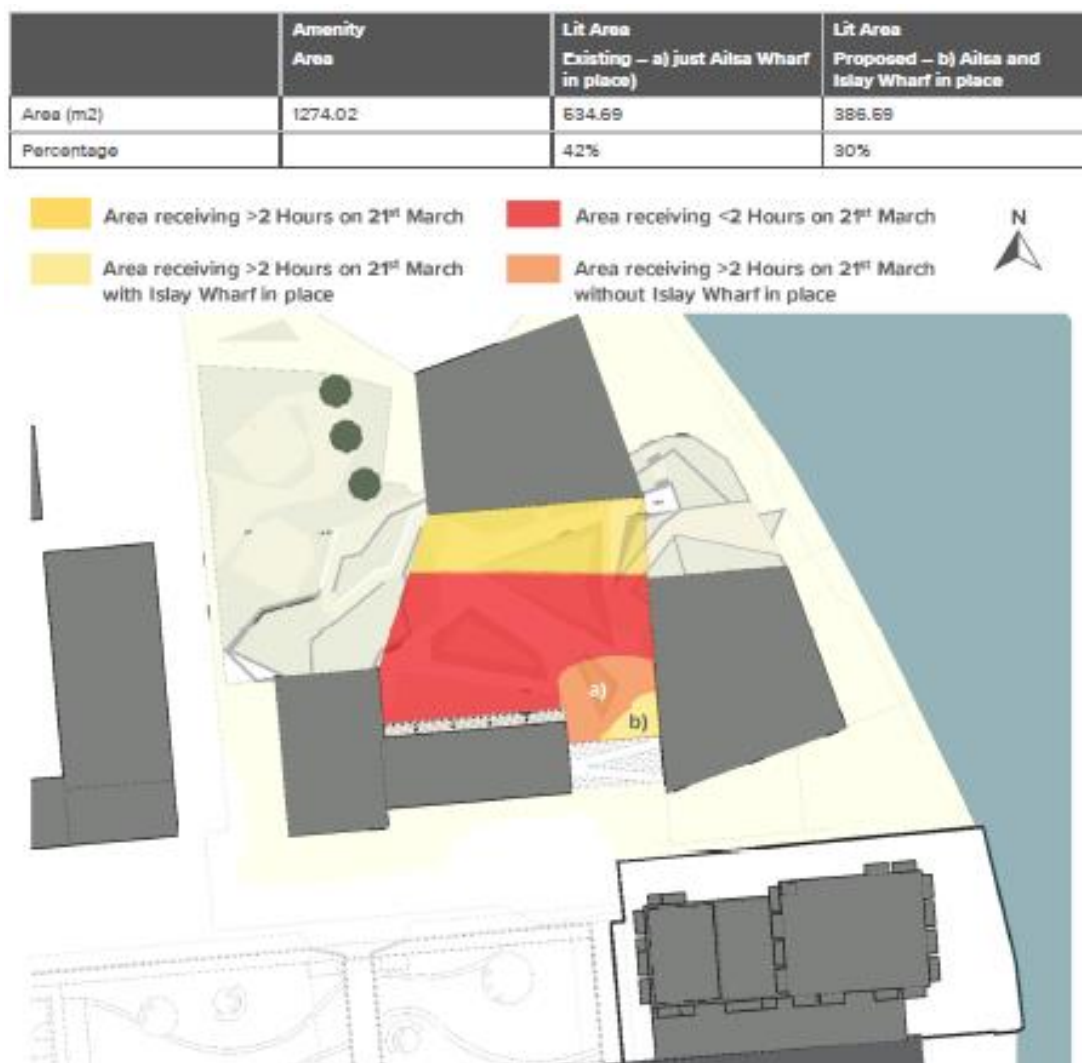 Amenity Area
Lit Area
Existing – a) just Ailsa Wharf in place)
Lit Area
Proposed – b) Ailsa and Islay Wharf in place
Area (m2) 1274.02 534.69 386.69
Percentage 42% 30%
Area receiving >2 Hours on 21st March
Area receiving <2 Hours on 21st March
N
Area receiving >2 Hours on 21st March
with Islay Wharf in place
Area receiving >2 Hours on 21st March
without Islay Wharf in place
a)
b)